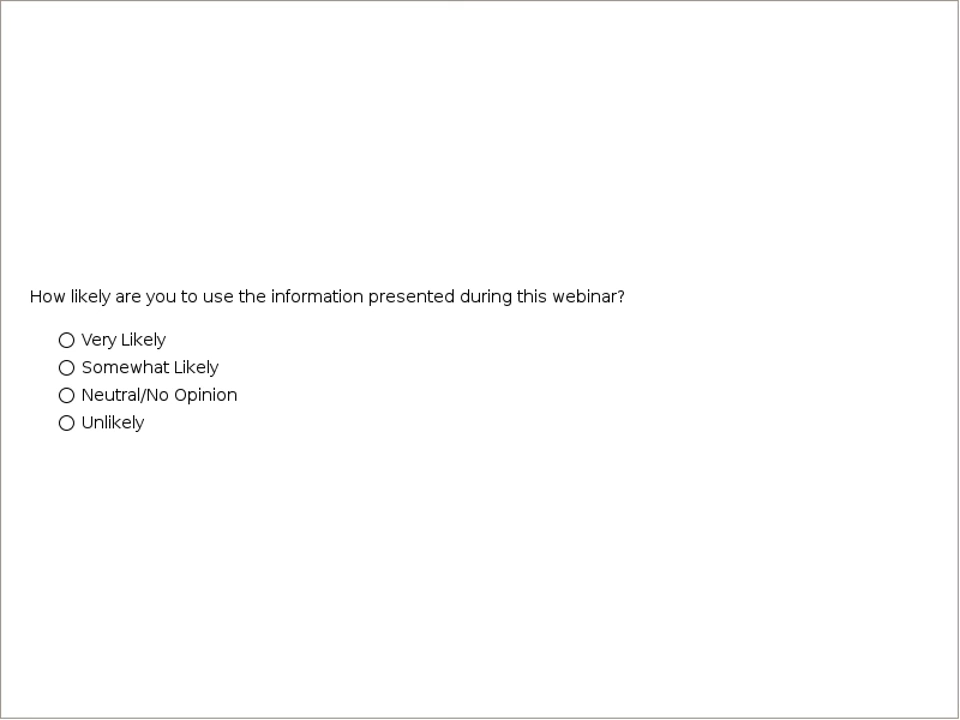 How likely are you to use the information presented during this webinar?
Very Likely
Somewhat Likely
Neutral/No Opinion
Unlikely